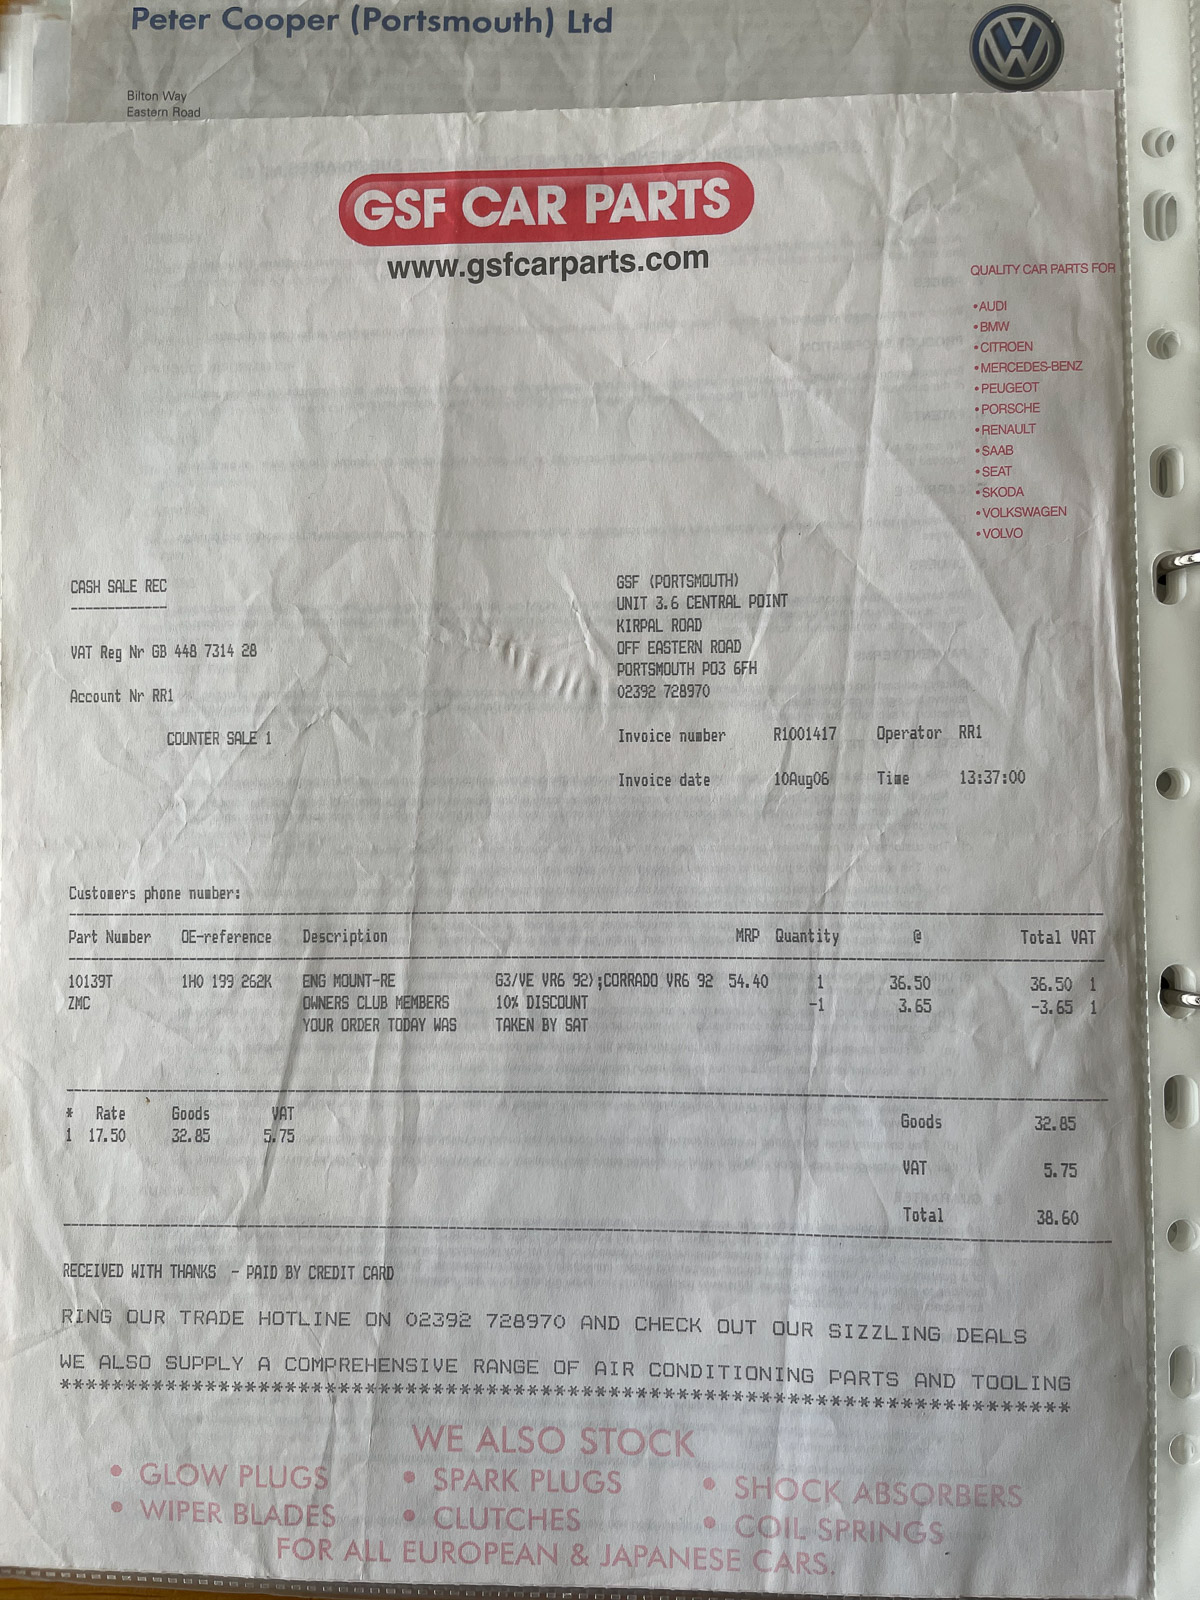 Peter Cooper (Portsmouth) Ltd
Bilton Way
Eastern Road
GSF CAR PARTS
www.gsfcarparts.com
QUALITY CAR PARTS FOR
•AUDI
•BMW
•CITROEN
•MERCEDES-BENZ
•PEUGEOT
•PORSCHE
•RENAULT
•SAAB
•SEAT
•SKODA
•VOLKSWAGEN
•VOLVO
CASH SALE REC
VAT Reg Nr GB 448 7314 28
Account Nr RR1
COUNTER SALE 1
GSF (PORTSMOUTH)
UNIT 3.6 CENTRAL POINT
KIRPAL ROAD
OFF EASTERN ROAD
PORTSMOUTH PO3 6FH
02392 728970
Invoice number R1001417 Operator RR1
Invoice date 10Aug06 Time 13:37:00
Customers phone number:
Part Number OE-reference Description MRP Quantity @ Total VAT
10139T 1H0 199 262K ENG MOUNT-RE G3/VE VR6 92);CORRADO VR6 92 54.40 1 36.50 36.50 1
ZMC OWNERS CLUB MEMBERS 10% DISCOUNT -1 3.65 -3.65 1
YOUR ORDER TODAY WAS TAKEN BY SAT
* Rate Goods VAT
1 17.50 32.85 5.75
Goods 32.85
VAT 5.75
Total 38.60
RECEIVED WITH THANKS - PAID BY CREDIT CARD
RING OUR TRADE HOTLINE ON 02392 728970 AND CHECK OUT OUR SIZZLING DEALS
WE ALSO SUPPLY A COMPREHENSIVE RANGE OF AIR CONDITIONING PARTS AND TOOLING
WE ALSO STOCK
• GLOW PLUGS • SPARK PLUGS • SHOCK ABSORBERS
• WIPER BLADES • CLUTCHES • COIL SPRINGS
FOR ALL EUROPEAN & JAPANESE CARS.